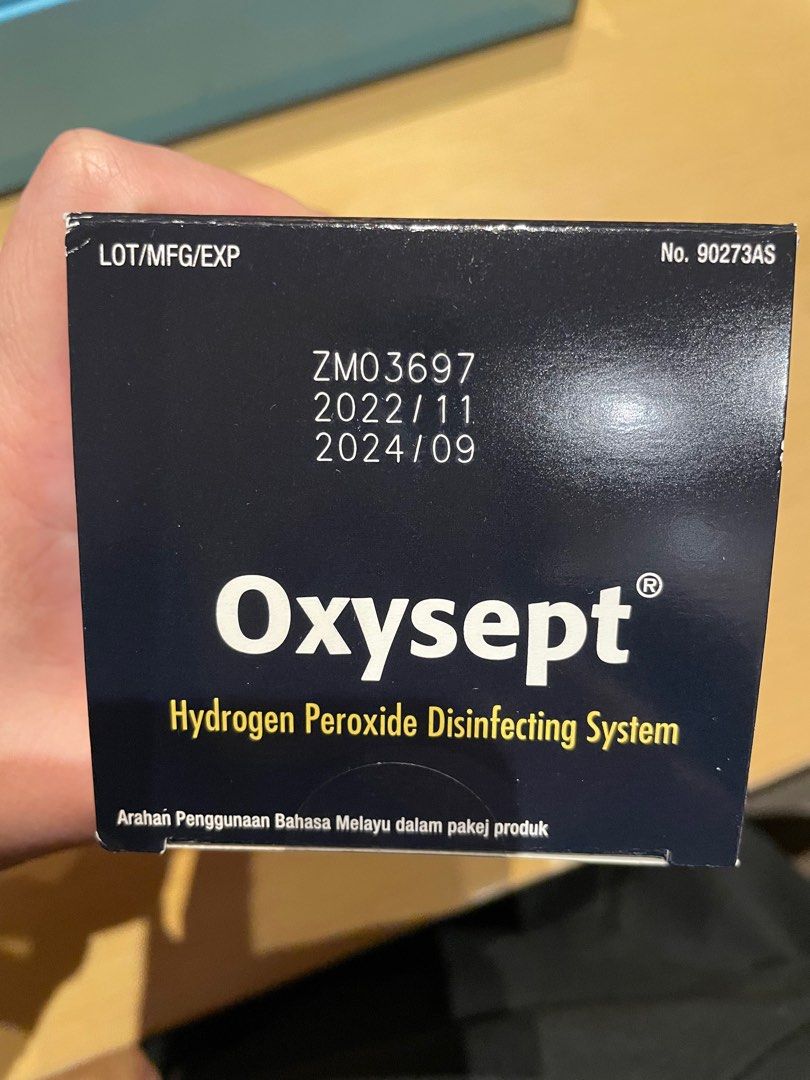 LOT/MFG/EXP
No. 90273AS
ZM03697
2022/11
2024/09
Oxysept®
Hydrogen Peroxide Disinfecting System
Arahan Penggunaan Bahasa Melayu dalam pakej produk